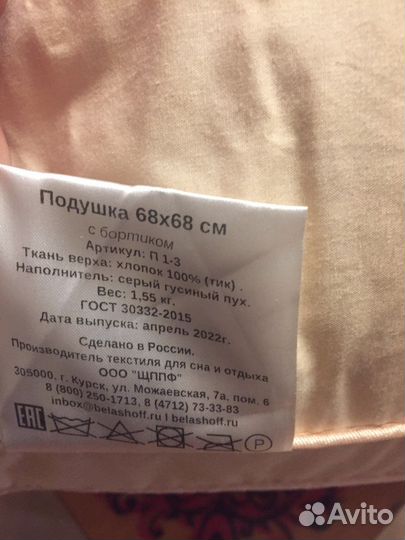 Подушка 68х68 см
с бортиком
Артикул: П 1-3
Ткань верха: хлопок 100% (тик) .
Наполнитель: серый гусиный пух.
Вес: 1,55 кг.
ГОСТ 30332-2015
Дата выпуска: апрель 2022г.
Сделано в России.
Производитель текстиля для сна и отдыха
ООО "ЩППФ"
305000, г. Курск, ул. Можаевская, 7а, пом. 6
8 (800) 250-1713, 8 (4712) 73-33-83
inbox@belashoff.ru I belashoff.ru
EAC
P
Avito